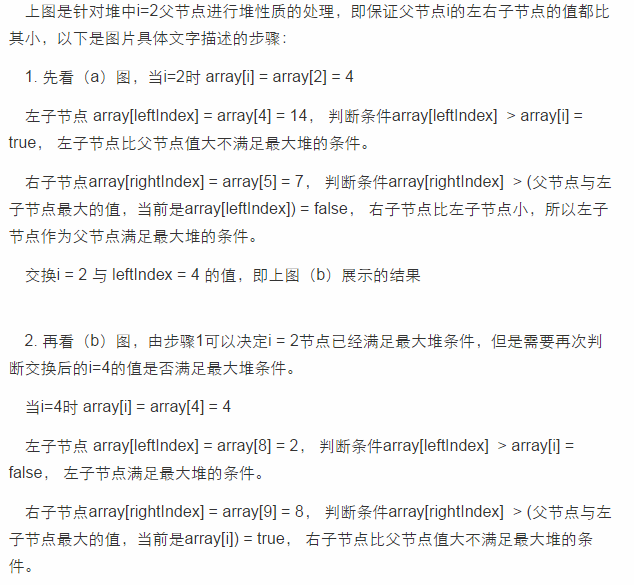 上图是针对堆中i=2父节点进行堆性质的处理，即保证父节点i的左右子节点的值都比
其小，以下是图片具体文字描述的步骤：
1. 先看（a）图，当i=2时 array[i] = array[2] = 4
左子节点 array[leftIndex] = array[4] = 14， 判断条件array[leftIndex] > array[i] =
true， 左子节点比父节点值大不满足最大堆的条件。
右子节点array[rightIndex] = array[5] = 7， 判断条件array[rightIndex] > (父节点与左
子节点最大的值，当前是array[leftIndex]) = false， 右子节点比左子节点小，所以左子
节点作为父节点满足最大堆的条件。
交换i = 2 与 leftIndex = 4 的值，即上图（b）展示的结果
2. 再看（b）图，由步骤1可以决定i = 2节点已经满足最大堆条件，但是需要再次判
断交换后的i=4的值是否满足最大堆条件。
当i=4时 array[i] = array[4] = 4
左子节点 array[leftIndex] = array[8] = 2， 判断条件array[leftIndex] > array[i] =
false， 左子节点满足最大堆的条件。
右子节点array[rightIndex] = array[9] = 8， 判断条件array[rightIndex] > (父节点与左
子节点最大的值，当前是array[i]) = true， 右子节点比父节点值大不满足最大堆的条
件。